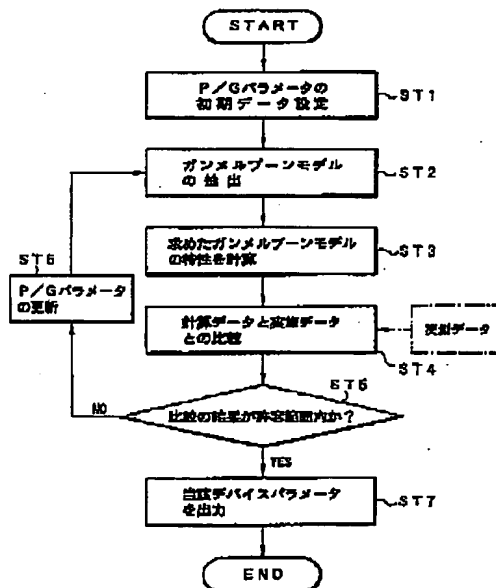 START
P/Gパラメータの
初期データ設定
ST1
ガンメルプーンモデル
の抽出
ST2
求めたガンメルプーンモデル
の特性を計算
ST3
ST6
P/Gパラメータ
の更新
計算データと実施データ
との比較
実測データ
ST4
ST5
比較の結果が許容範囲内か?
NO
YES
当該デバイスパラメータ
を出力
ST7
END